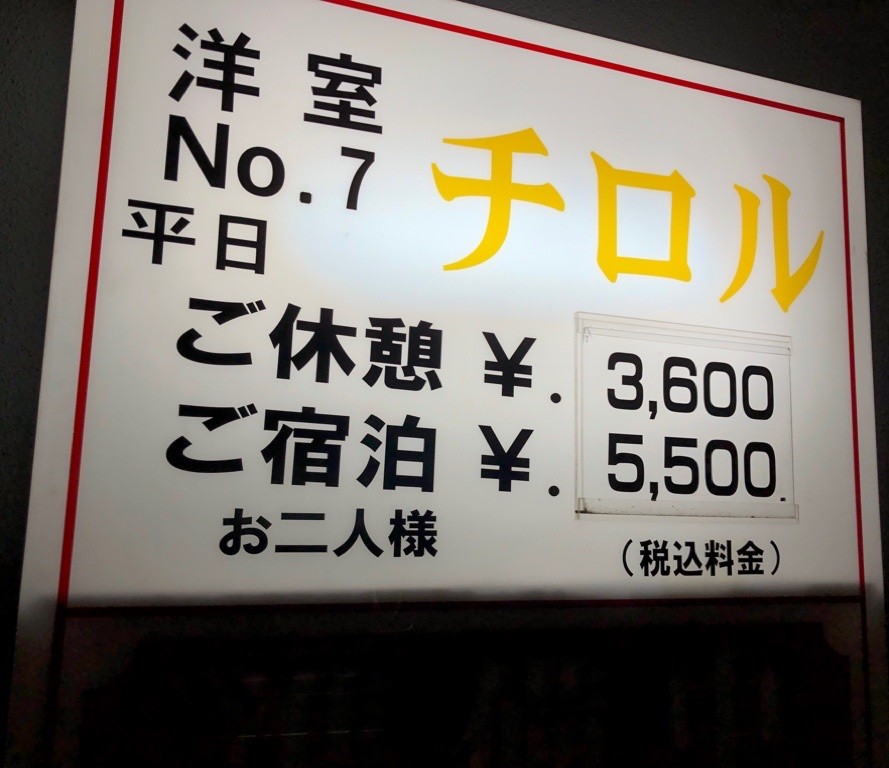 洋室
No.7
チロル
平日
ご休憩 ¥. 3,600
ご宿泊 ¥. 5,500.
お二人様
(税込料金)